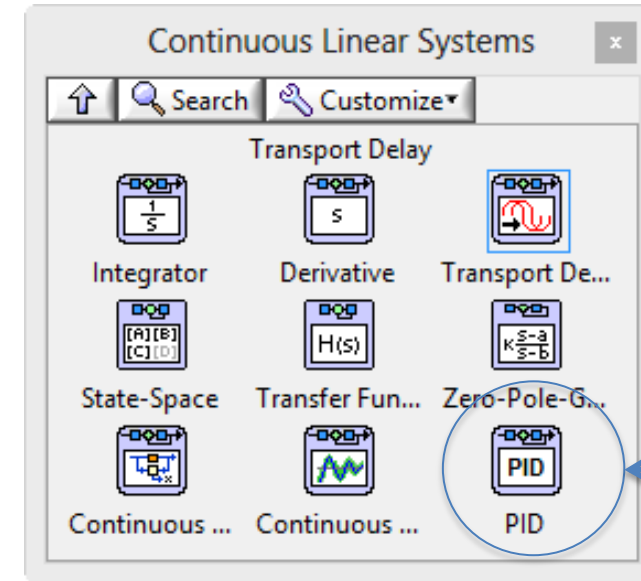 Continuous Linear Systems
x
Search Customize
Transport Delay
1/s s
Integrator Derivative Transport De...
[A][B]
[C][D] H(s) K s-a/s-b
State-Space Transfer Fun... Zero-Pole-G...
x PID
Continuous ... Continuous ... PID